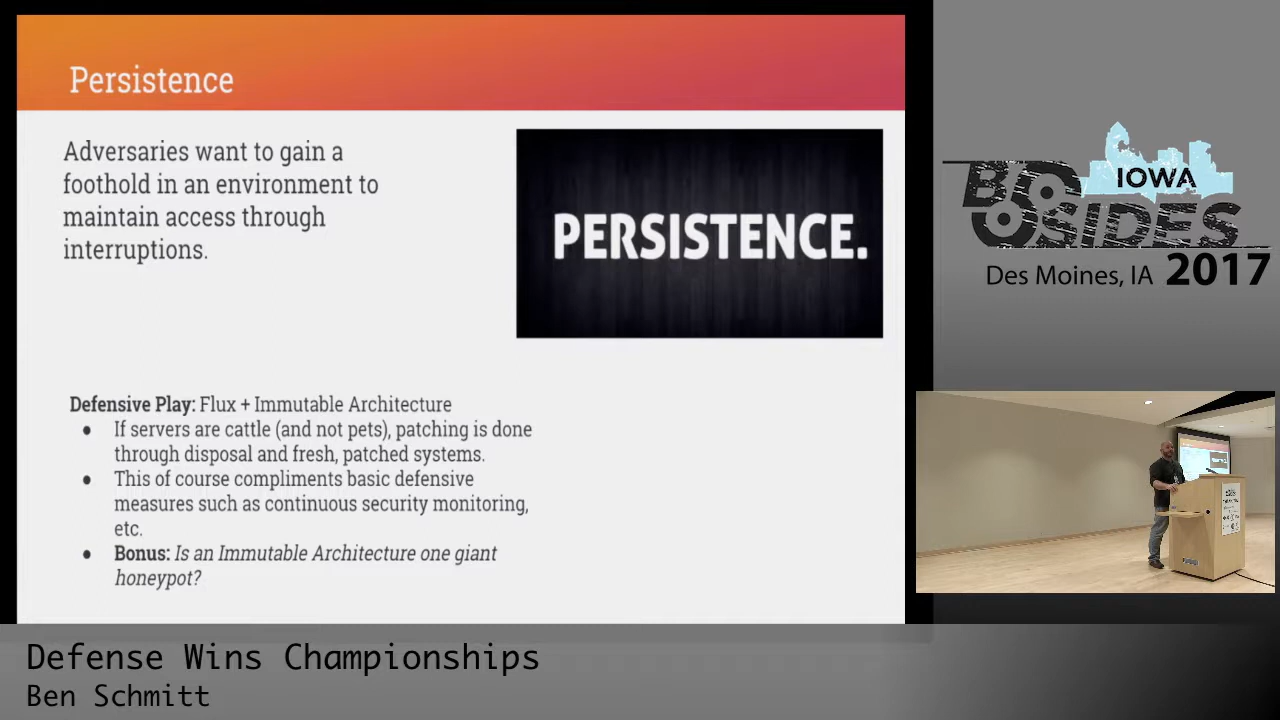 Persistence
Adversaries want to gain a
foothold in an environment to
maintain access through
interruptions.
PERSISTENCE.
Defensive Play: Flux + Immutable Architecture
● If servers are cattle (and not pets), patching is done
through disposal and fresh, patched systems.
● This of course compliments basic defensive
measures such as continuous security monitoring,
etc.
● Bonus: Is an Immutable Architecture one giant
honeypot?
IOWA
BSIDES
Des Moines, IA 2017
Defense Wins Championships
Ben Schmitt